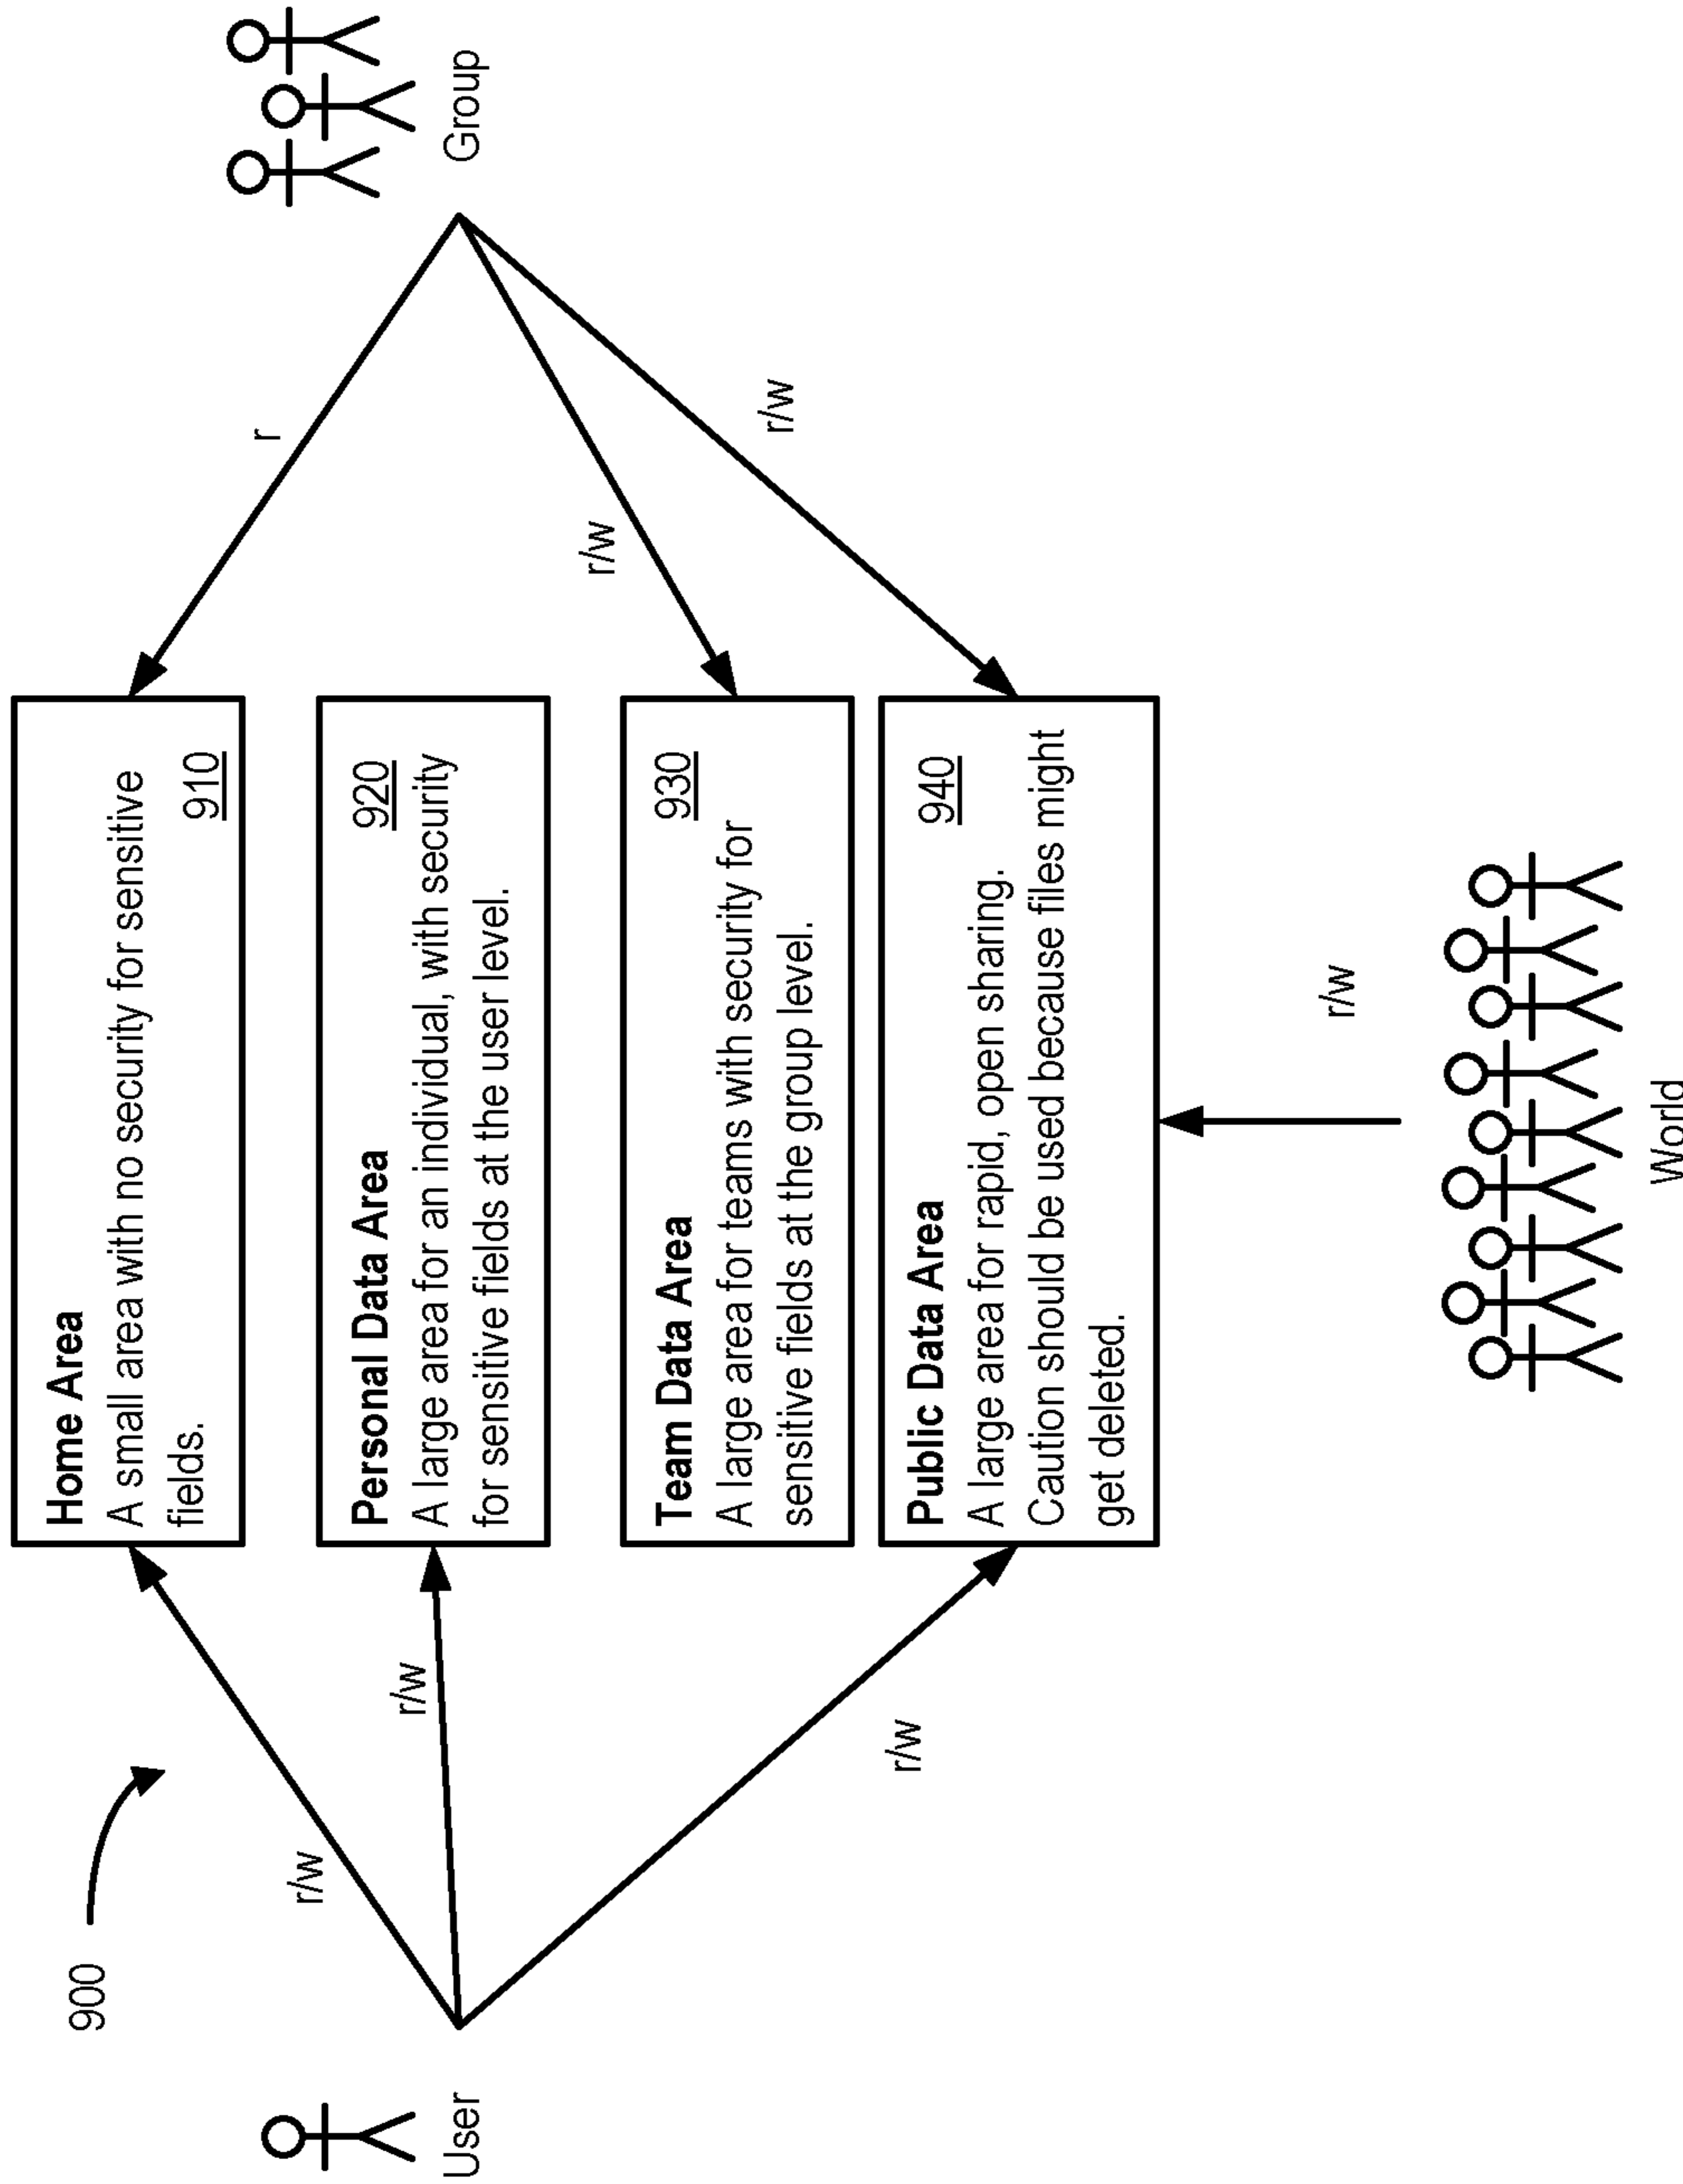 900
Home Area
A small area with no security for sensitive
fields.
910
r/w
r
Personal Data Area
920
A large area for an individual, with security
for sensitive fields at the user level.
r/w
User
Group
Team Data Area
930
A large area for teams with security for
sensitive fields at the group level.
r/w
Public Data Area
940
A large area for rapid, open sharing.
Caution should be used because files might
get deleted.
r/w
r/w
r/w
World